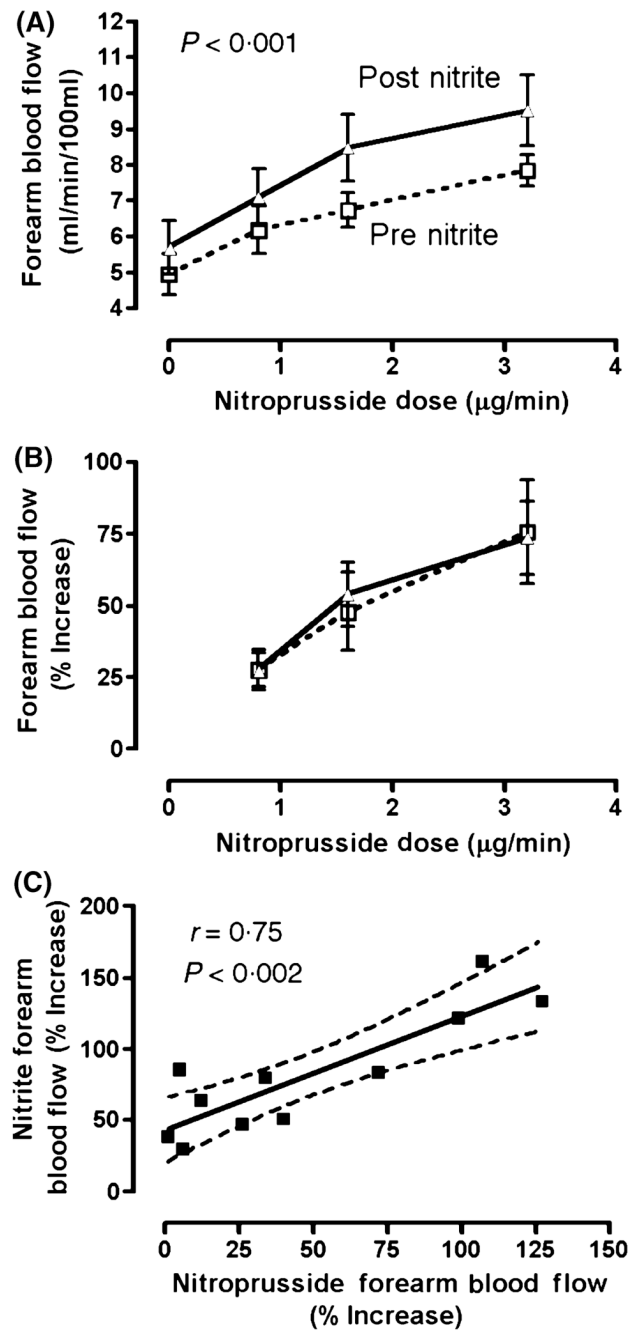 (A)
P < 0·001
Post nitrite
Pre nitrite
12
11
10
9
8
7
6
5
4
Forearm blood flow
(ml/min/100ml)
0 1 2 3 4
Nitroprusside dose (μg/min)
(B)
100
75
50
25
0
Forearm blood flow
(% Increase)
0 1 2 3 4
Nitroprusside dose (μg/min)
(C)
r = 0·75
P < 0·002
200
150
100
50
0
Nitrite forearm
blood flow (% Increase)
0 25 50 75 100 125 150
Nitroprusside forearm blood flow
(% Increase)